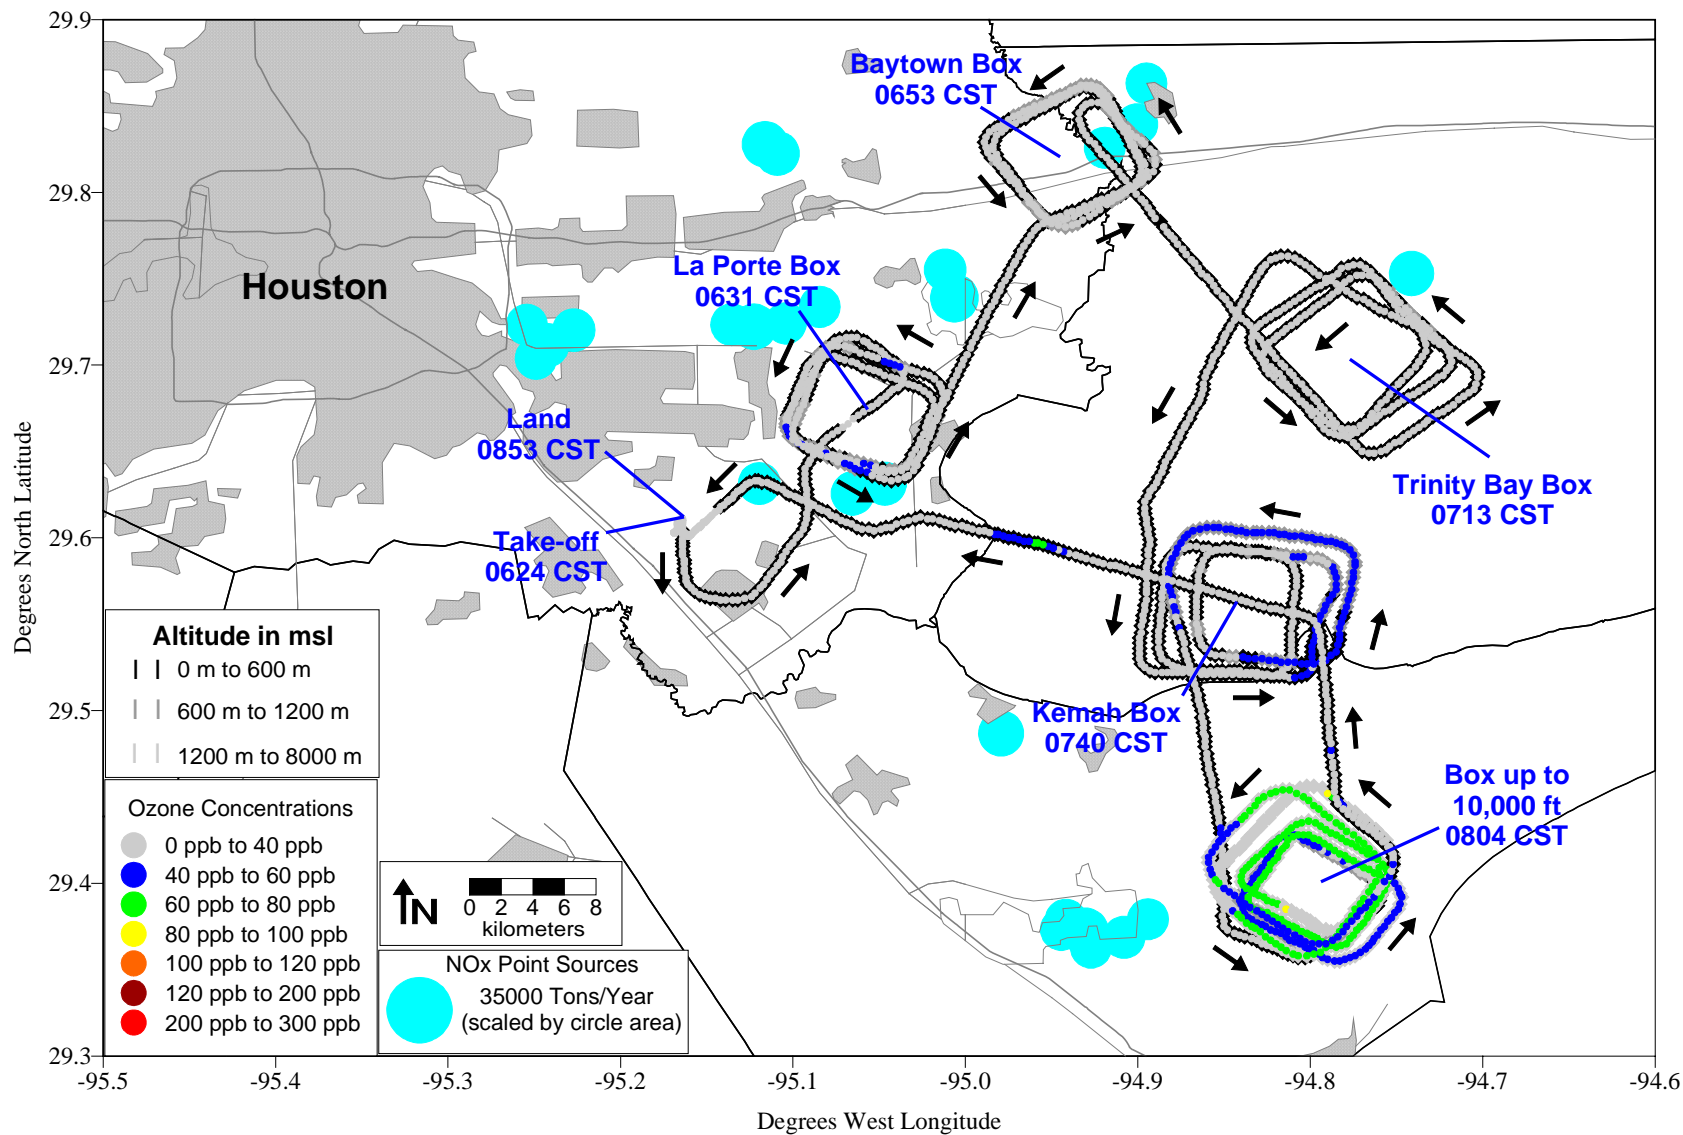 29.9
29.8
29.7
29.6
29.5
29.4
29.3
Degrees North Latitude
-95.5
-95.4
-95.3
-95.2
-95.1
-95.0
-94.9
-94.8
-94.7
-94.6
Degrees West Longitude
Houston
Baytown Box
0653 CST
La Porte Box
0631 CST
Land
0853 CST
Take-off
0624 CST
Trinity Bay Box
0713 CST
Kemah Box
0740 CST
Box up to
10,000 ft
0804 CST
Altitude in msl
0 m to 600 m
600 m to 1200 m
1200 m to 8000 m
Ozone Concentrations
0 ppb to 40 ppb
40 ppb to 60 ppb
60 ppb to 80 ppb
80 ppb to 100 ppb
100 ppb to 120 ppb
120 ppb to 200 ppb
200 ppb to 300 ppb
N
0 2 4 6 8
kilometers
NOx Point Sources
35000 Tons/Year
(scaled by circle area)